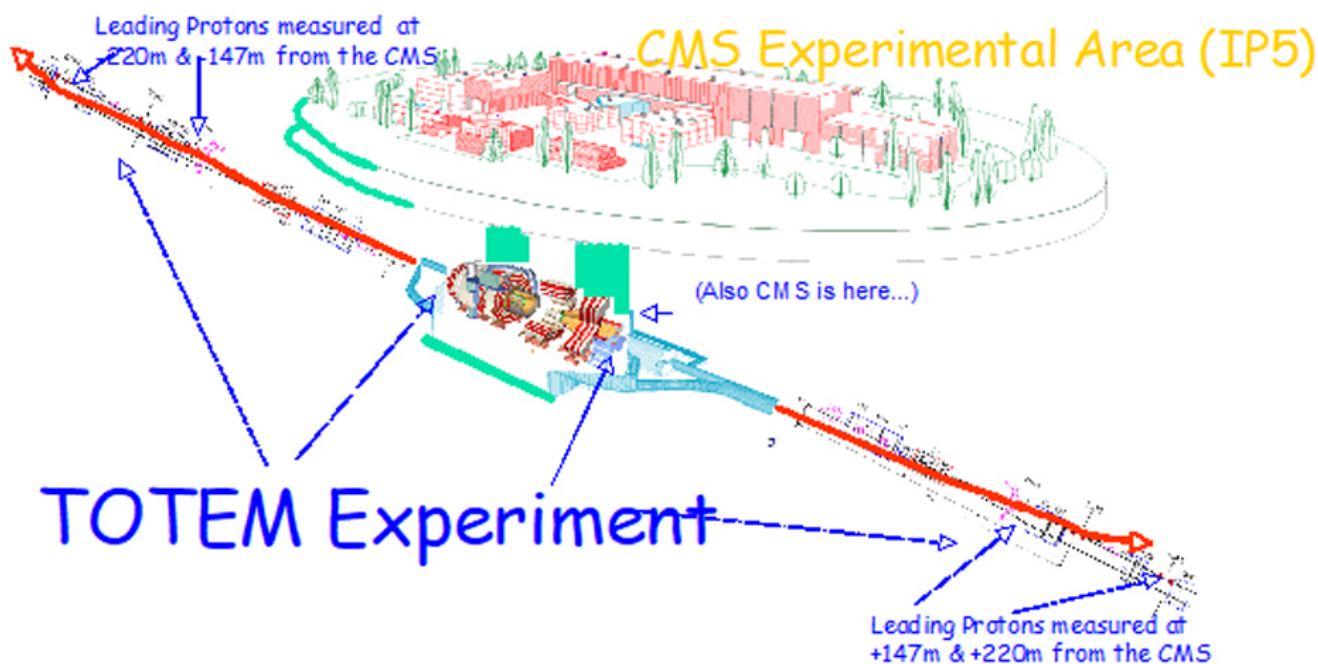 Leading Protons measured at
-220m & -147m from the CMS
CMS Experimental Area (IP5)
(Also CMS is here...)
TOTEM Experiment
Leading Protons measured at
+147m & +220m from the CMS